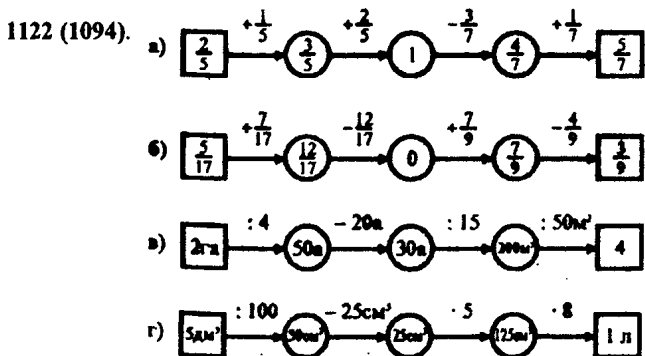 1122 (1094).
а) 2/5 +1/5 3/5 +2/5 1 −3/7 4/7 +1/7 5/7
б) 5/17 +7/17 12/17 −12/17 0 +7/9 7/9 −4/9 3/9
в) 2га : 4 50а − 20а 30а : 15 200м² : 50м² 4
г) 5дм³ : 100 50см³ − 25см³ 25см³ · 5 125см³ · 8 1 л